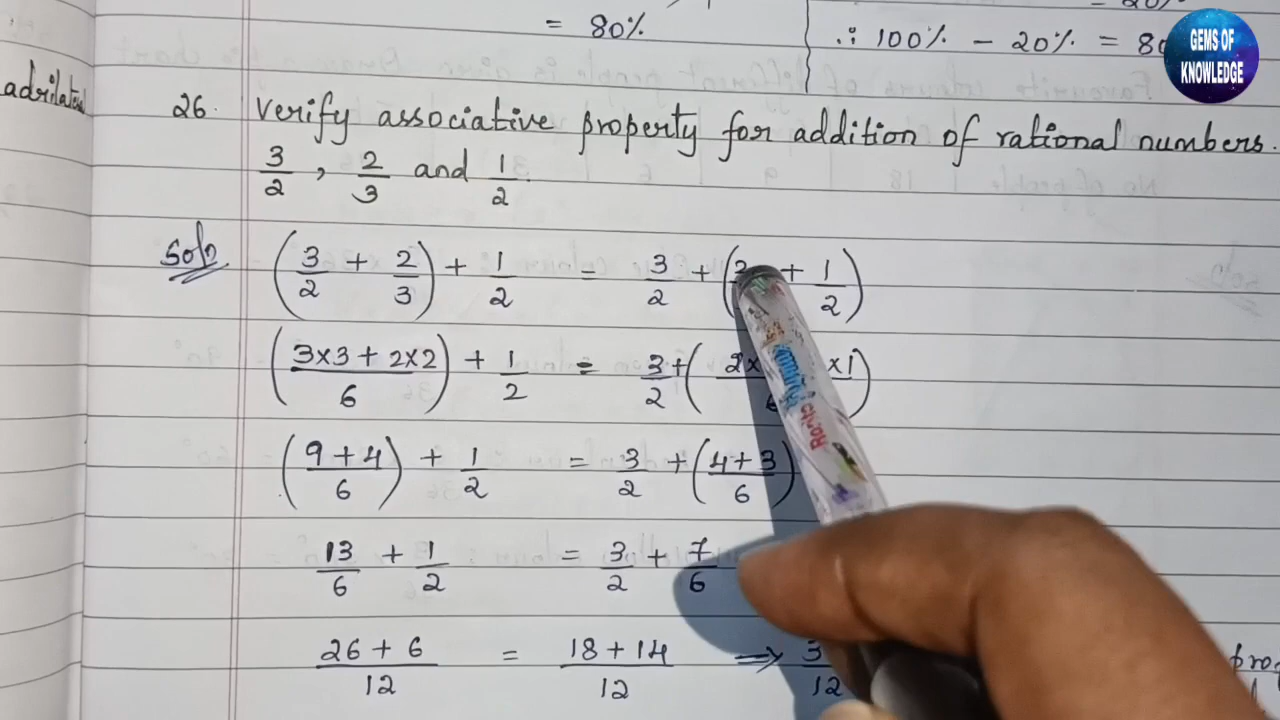 = 80%
= 20%
∴ 100% - 20% = 80
GEMS OF
KNOWLEDGE
26. Verify associative property for addition of rational numbers.
3/2, 2/3 and 1/2.
Soln (3/2 + 2/3) + 1/2 = 3/2 + ( + 1/2)
((3×3 + 2×2)/6) + 1/2 = 3/2 + (2× ×1)
((9 + 4)/6) + 1/2 = 3/2 + ((4+3)/6)
13/6 + 1/2 = 3/2 + 7/6
(26 + 6)/12 = (18 + 14)/12 ⇒ 3 /12